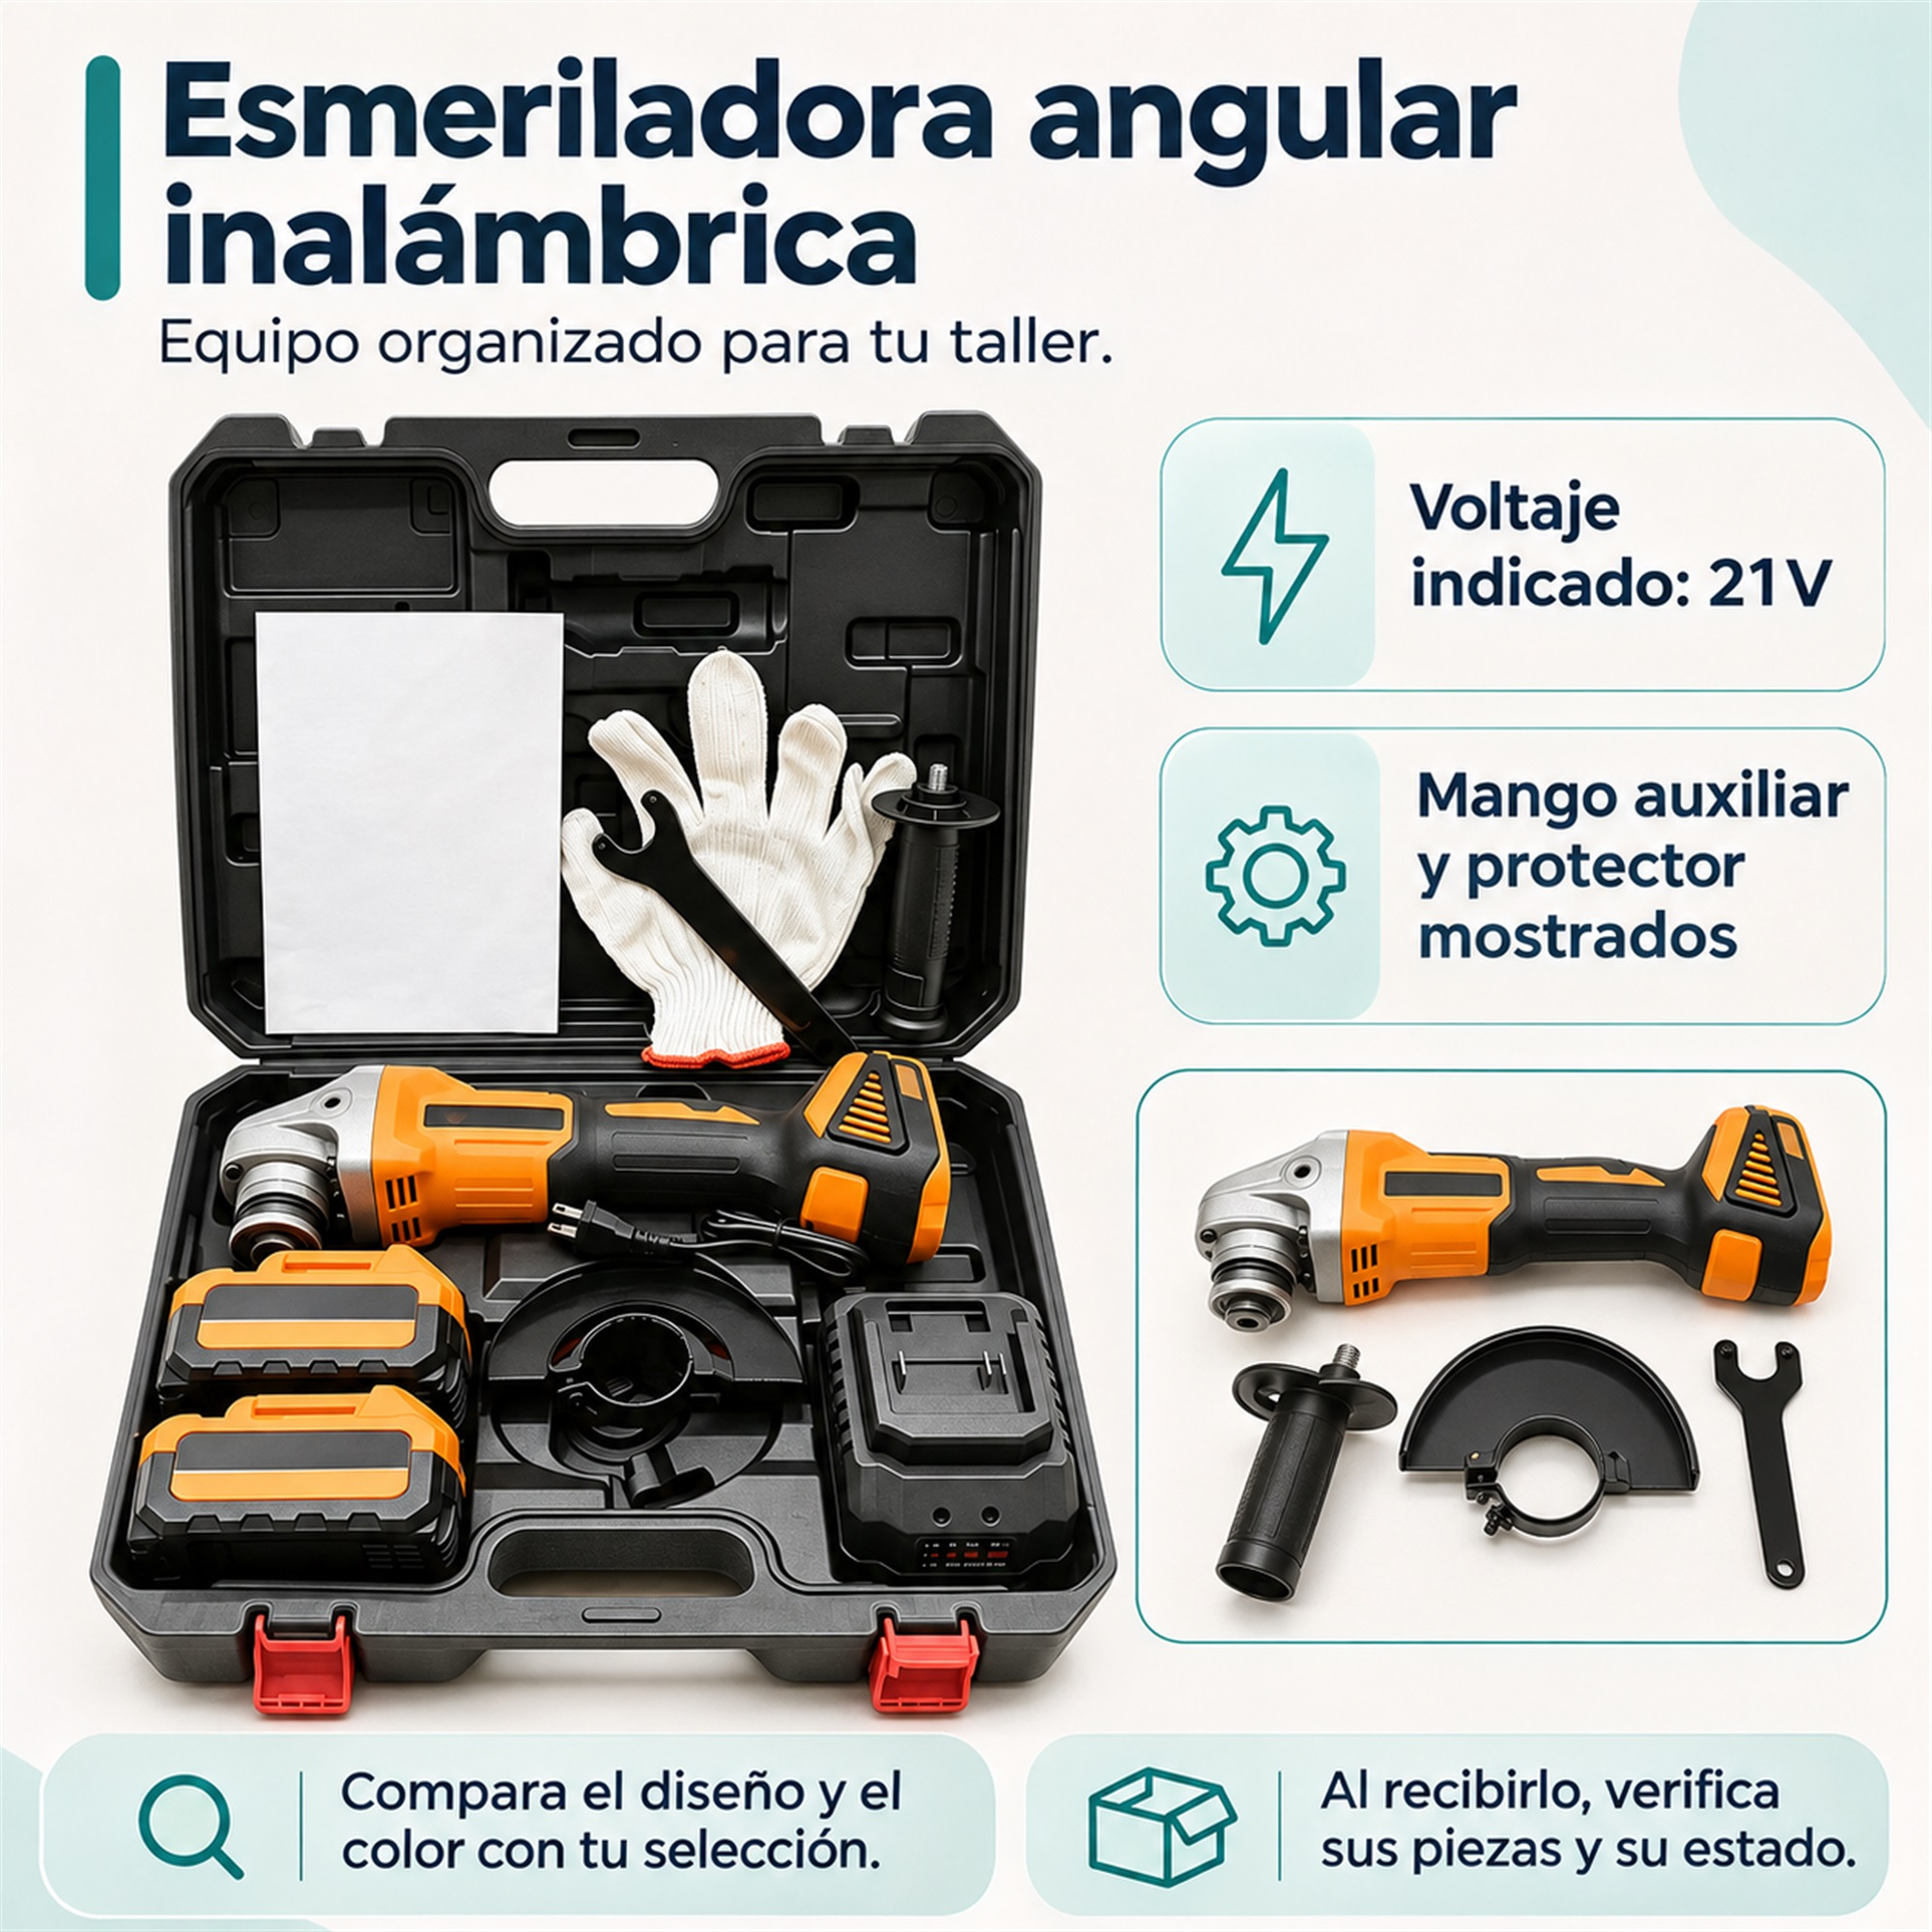 Esmeriladora angular
inalámbrica
Equipo organizado para tu taller.
Voltaje
indicado: 21V
Mango auxiliar
y protector
mostrados
Compara el diseño y el
color con tu selección.
Al recibirlo, verifica
sus piezas y su estado.